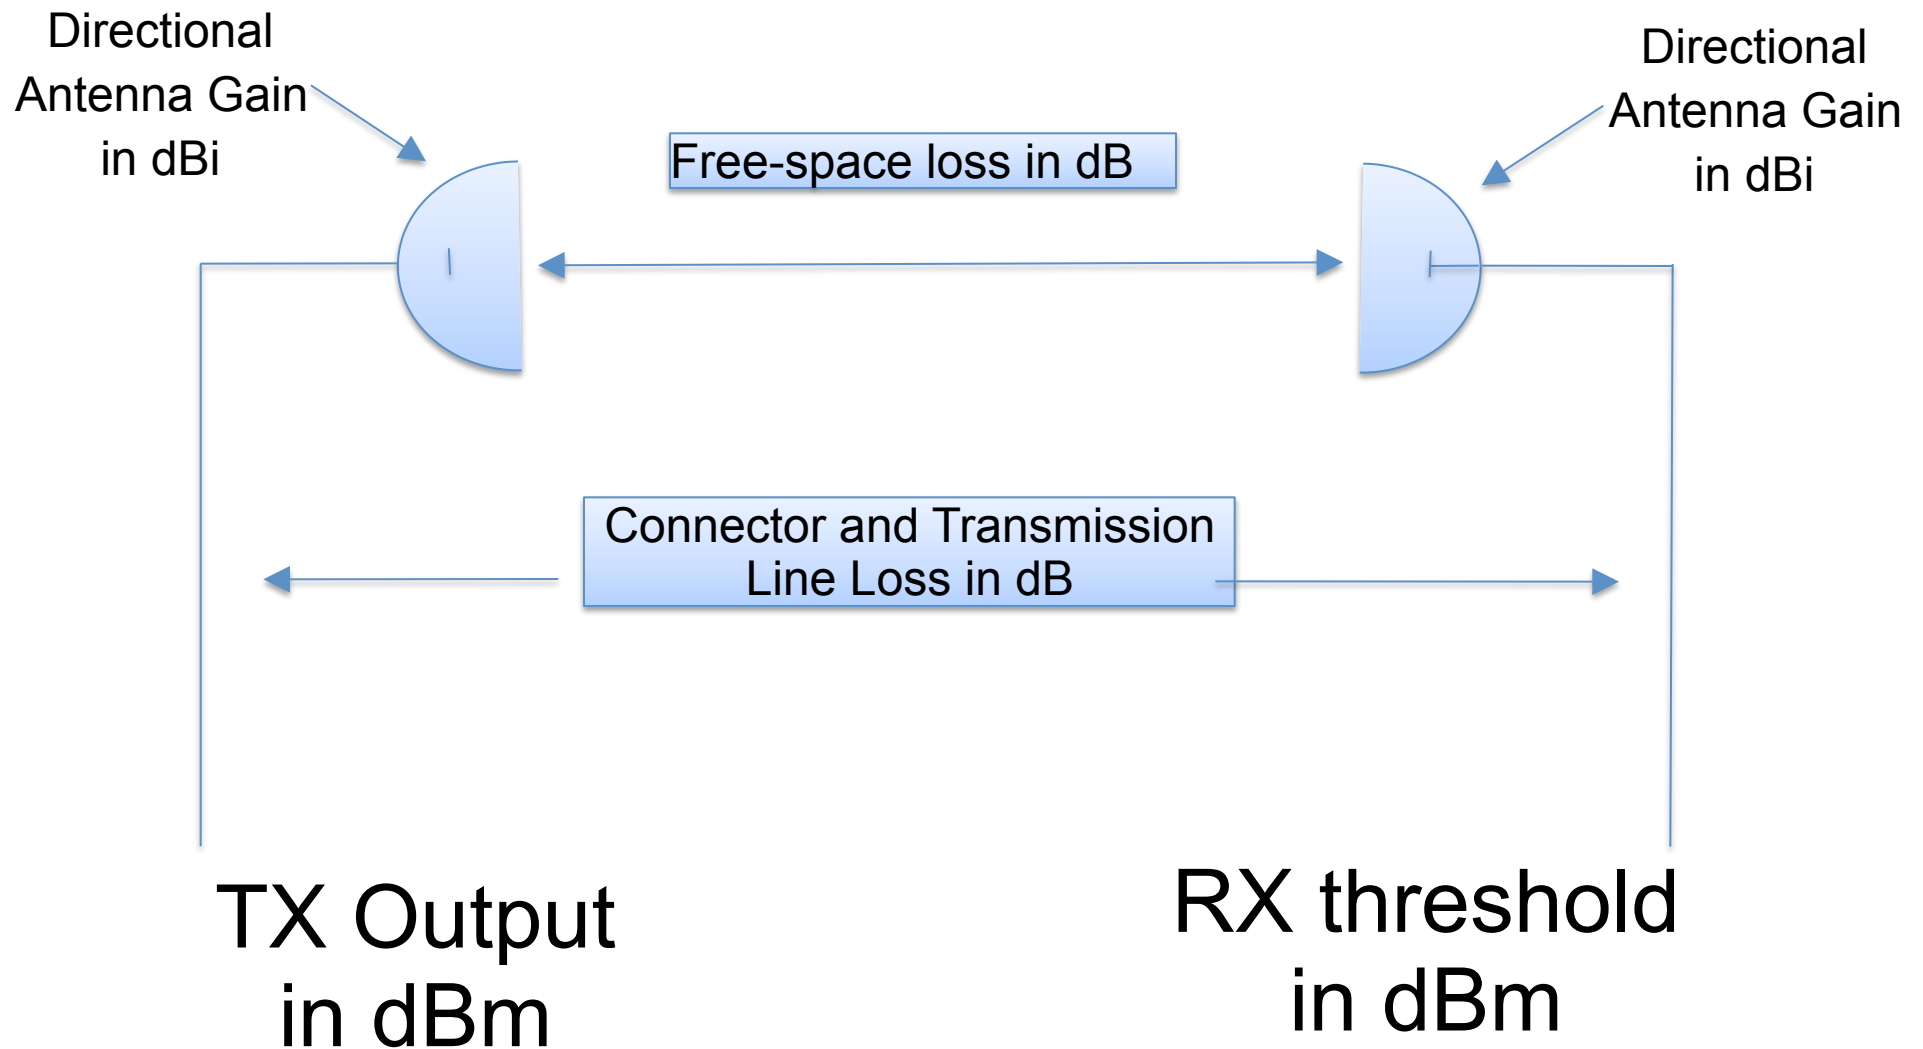 Directional
Antenna Gain
in dBi
Directional
Antenna Gain
in dBi
Free-space loss in dB
Connector and Transmission
Line Loss in dB
TX Output
in dBm
RX threshold
in dBm